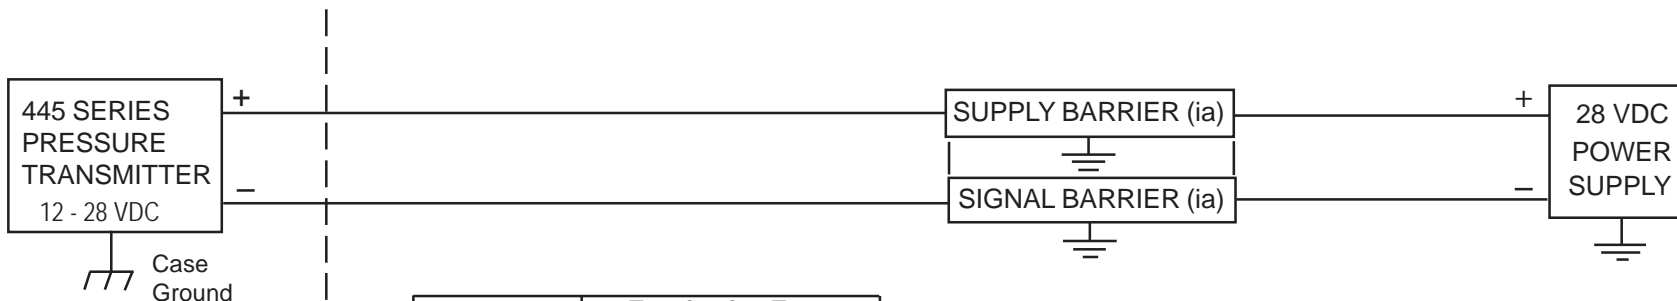 445 SERIES
PRESSURE
TRANSMITTER
12 - 28 VDC
+
−
Case
Ground
SUPPLY BARRIER (ia)
SIGNAL BARRIER (ia)
+
−
28 VDC
POWER
SUPPLY